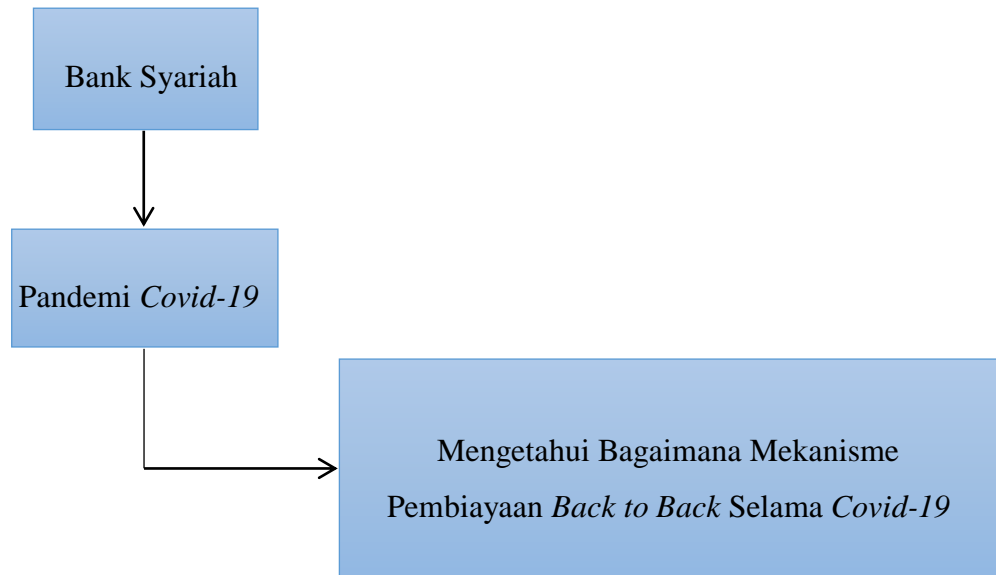 Bank Syariah
Pandemi Covid-19
Mengetahui Bagaimana Mekanisme
Pembiayaan Back to Back Selama Covid-19